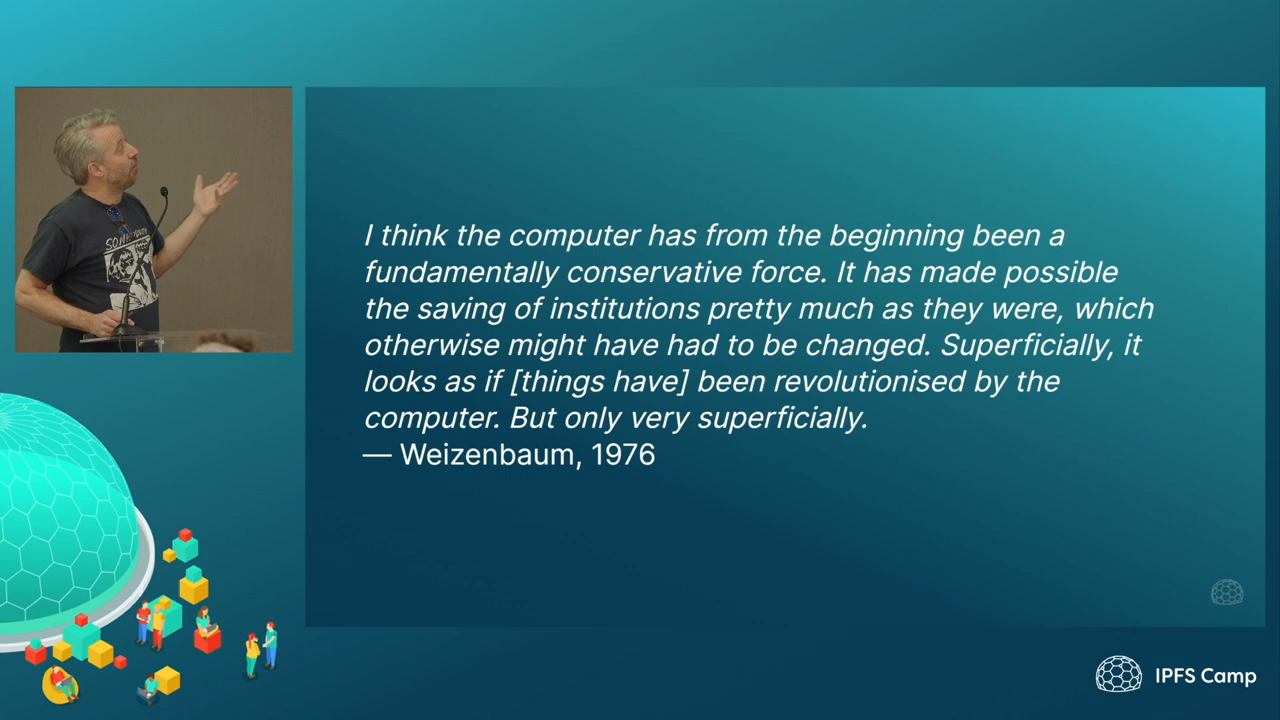 I think the computer has from the beginning been a
fundamentally conservative force. It has made possible
the saving of institutions pretty much as they were, which
otherwise might have had to be changed. Superficially, it
looks as if [things have] been revolutionised by the
computer. But only very superficially.
— Weizenbaum, 1976
IPFS Camp